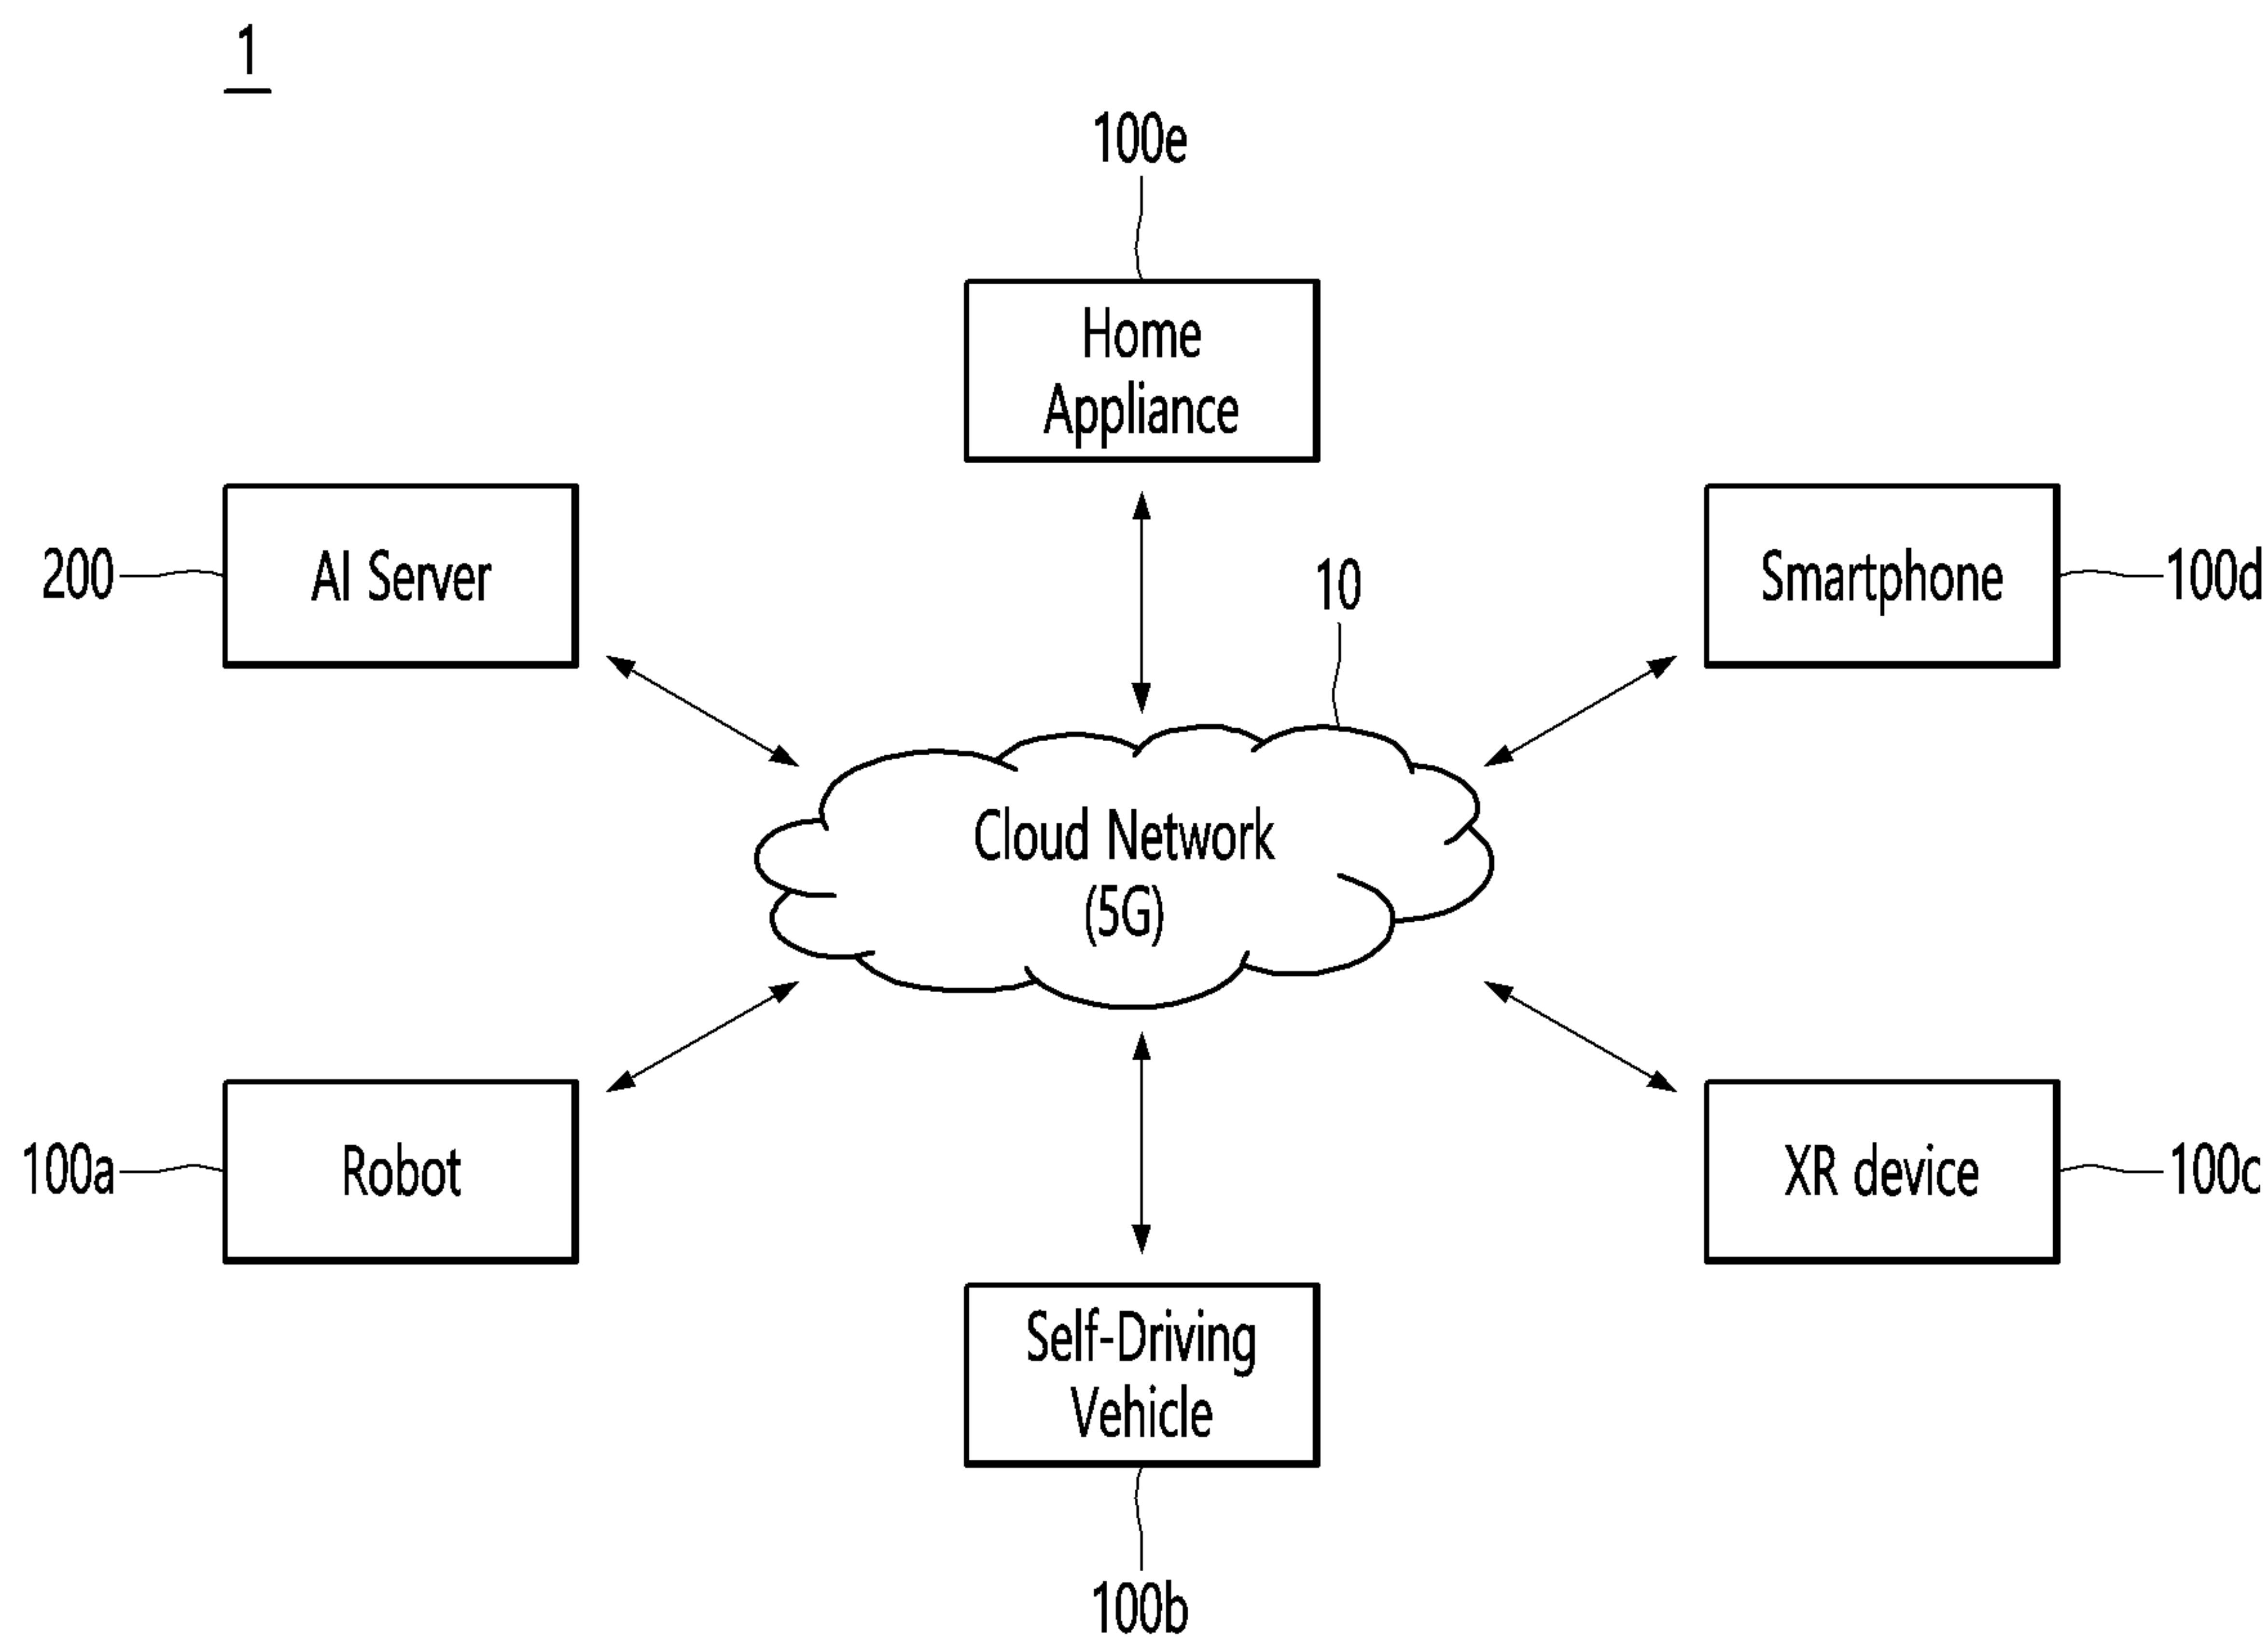 1
100e
Home
Appliance
200
AI Server
10
Smartphone
100d
Cloud Network
(5G)
100a
Robot
XR device
100c
Self-Driving
Vehicle
100b